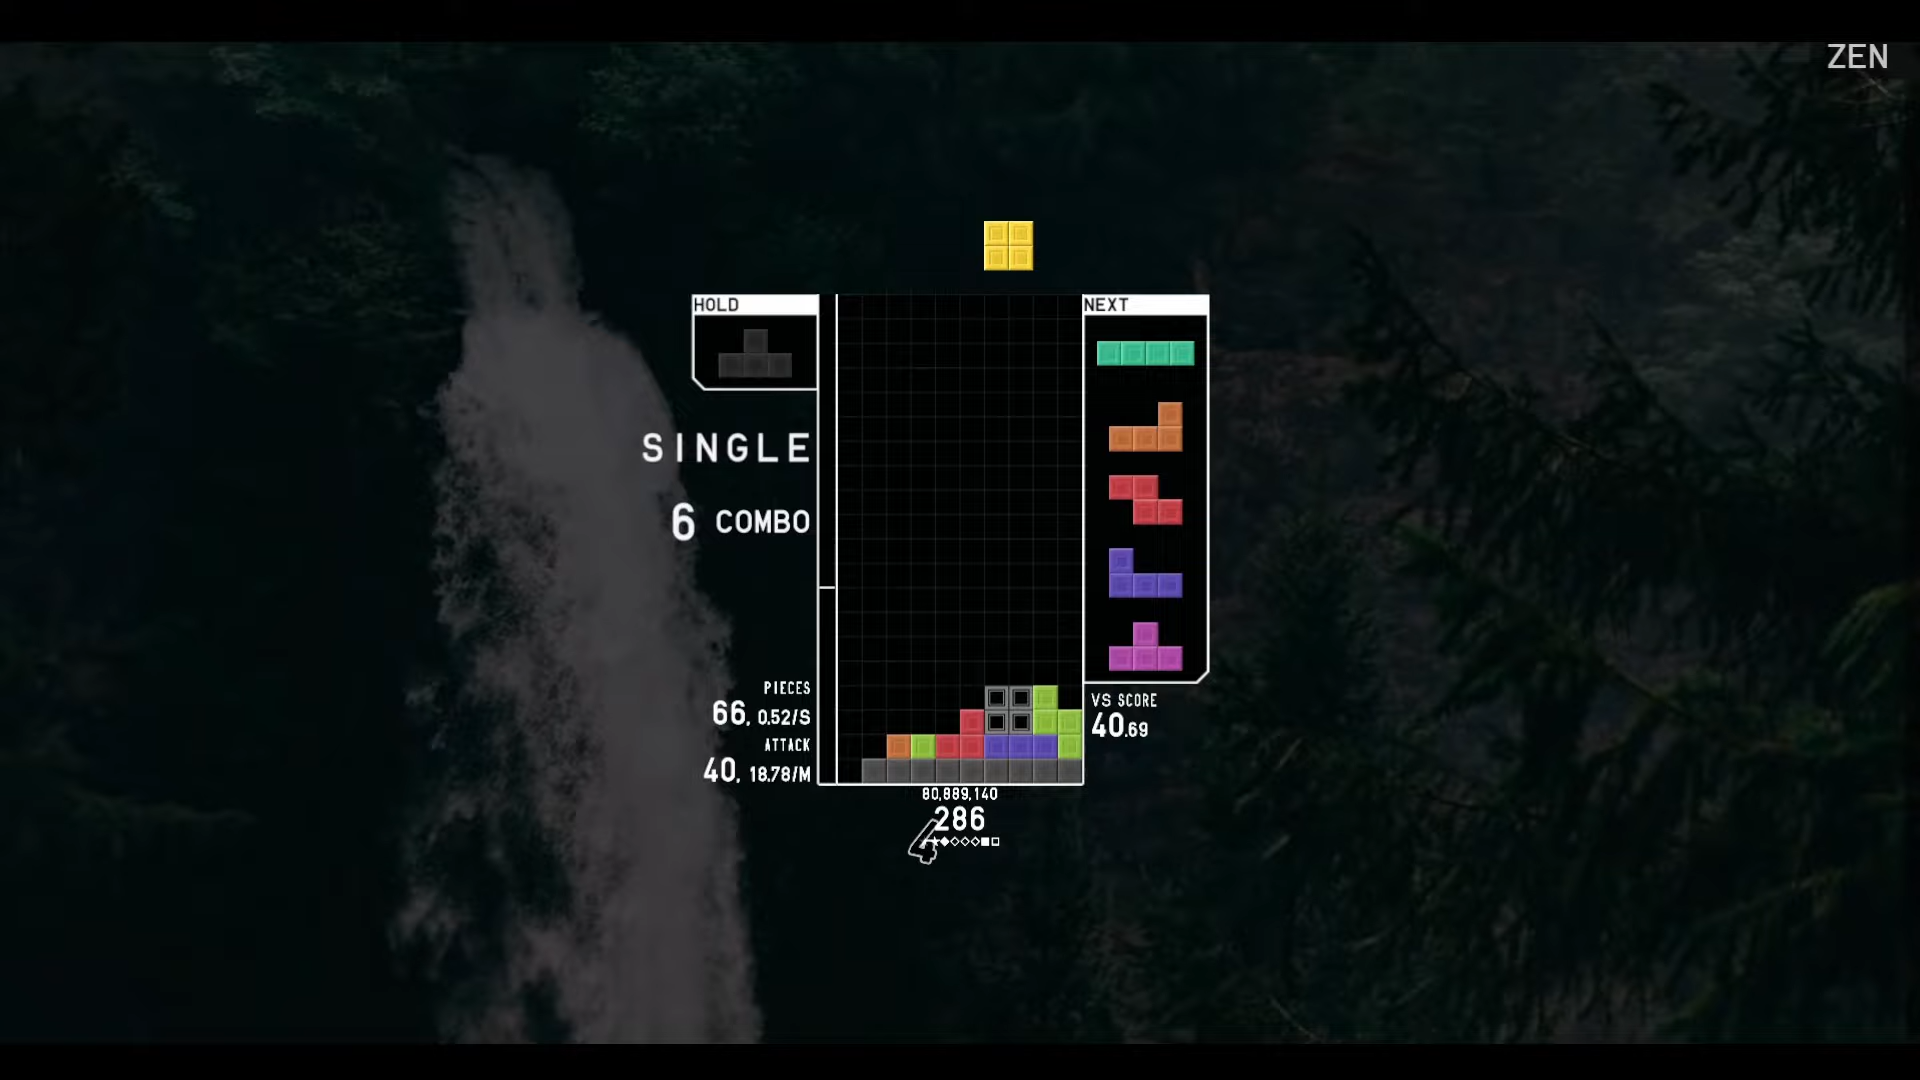 ZEN
HOLD
NEXT
SINGLE
6 COMBO
PIECES
66, 0.52/S
ATTACK
40, 18.78/M
VS SCORE
40.69
80,889,140
286
4